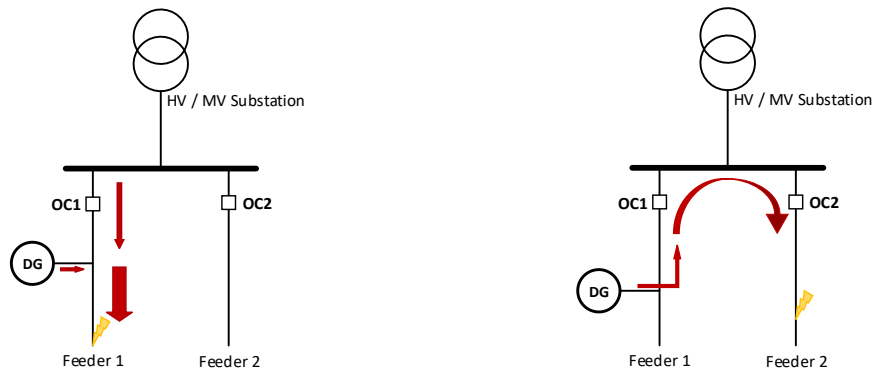 HV / MV Substation
OC1
OC2
DG
Feeder 1
Feeder 2
HV / MV Substation
OC1
OC2
DG
Feeder 1
Feeder 2